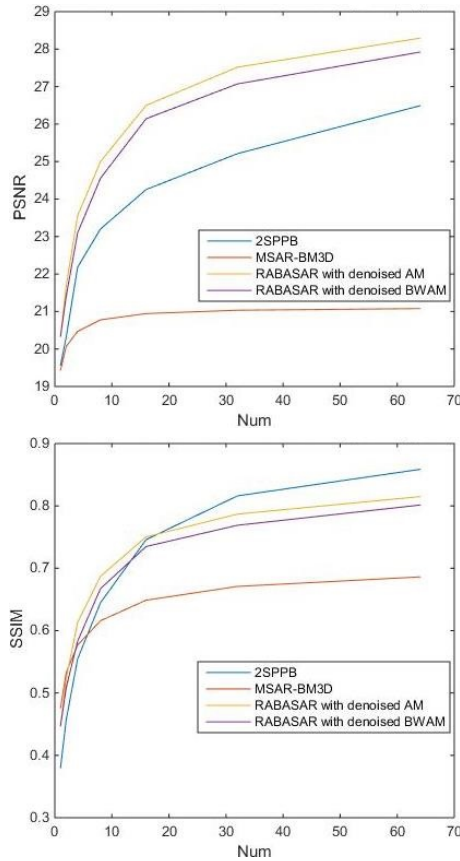 29
28
27
26
25
24
23
22
21
20
19
PSNR
2SPPB
MSAR-BM3D
RABASAR with denoised AM
RABASAR with denoised BWAM
0 10 20 30 40 50 60 70
Num
0.9
0.8
0.7
0.6
0.5
0.4
0.3
SSIM
2SPPB
MSAR-BM3D
RABASAR with denoised AM
RABASAR with denoised BWAM
0 10 20 30 40 50 60 70
Num